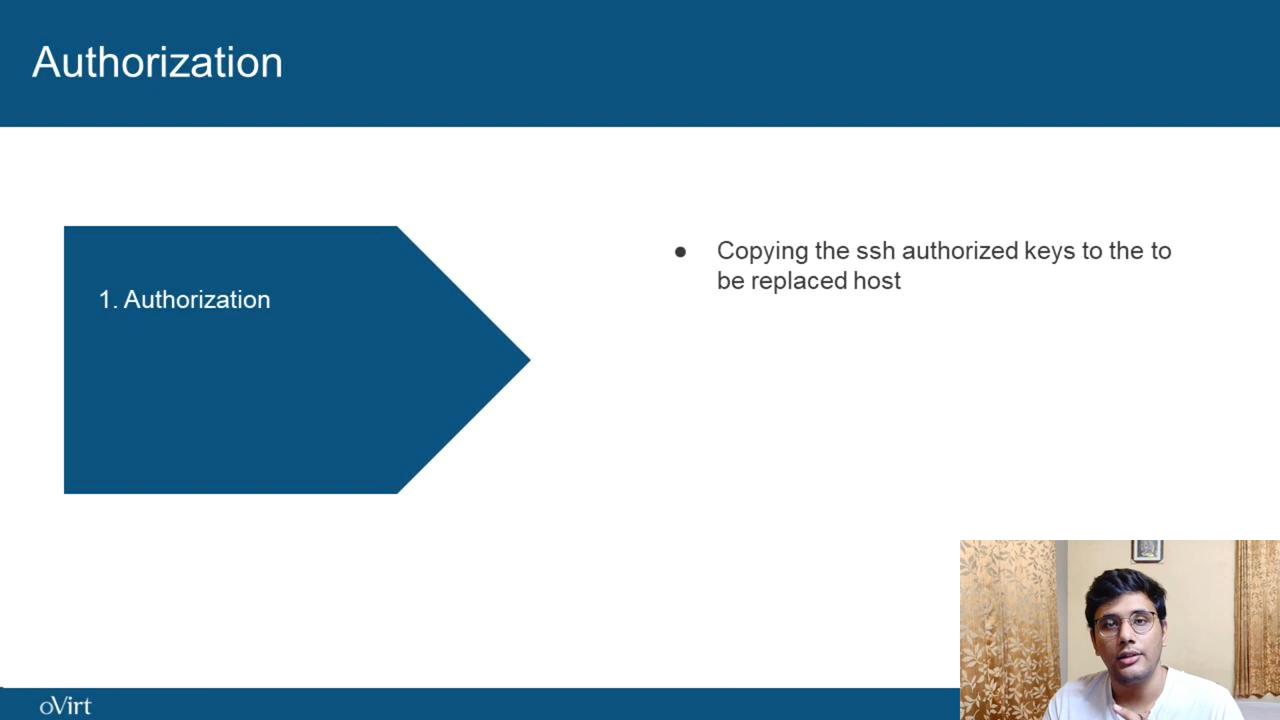 Authorization
1. Authorization
● Copying the ssh authorized keys to the to
be replaced host
oVirt